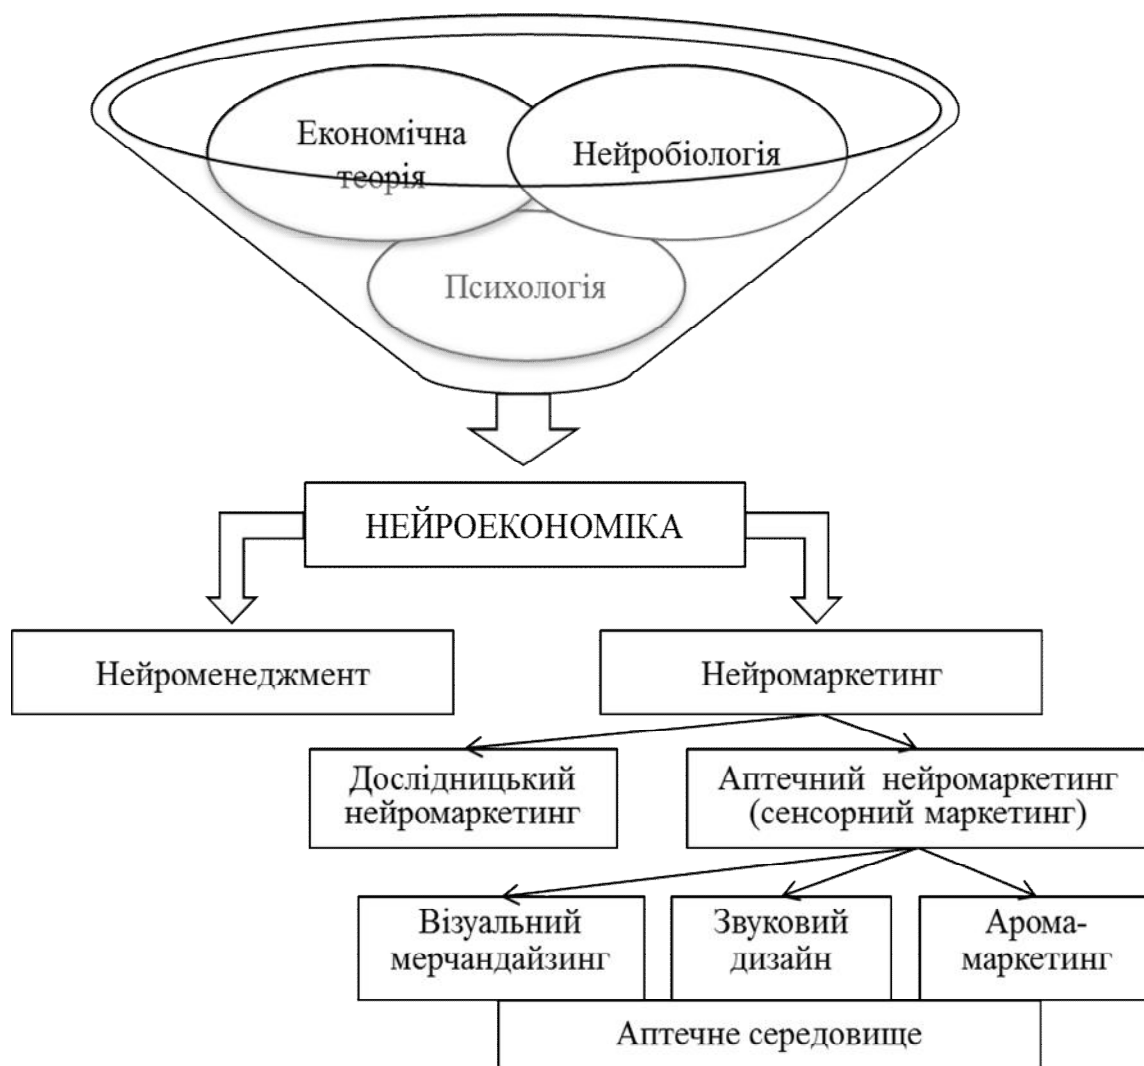 Економічна
теорія
Нейробіологія
Психологія
НЕЙРОЕКОНОМІКА
Нейроменеджмент
Нейромаркетинг
Дослідницький
нейромаркетинг
Аптечний нейромаркетинг
(сенсорний маркетинг)
Візуальний
мерчандайзинг
Звуковий
дизайн
Арома-
маркетинг
Аптечне середовище